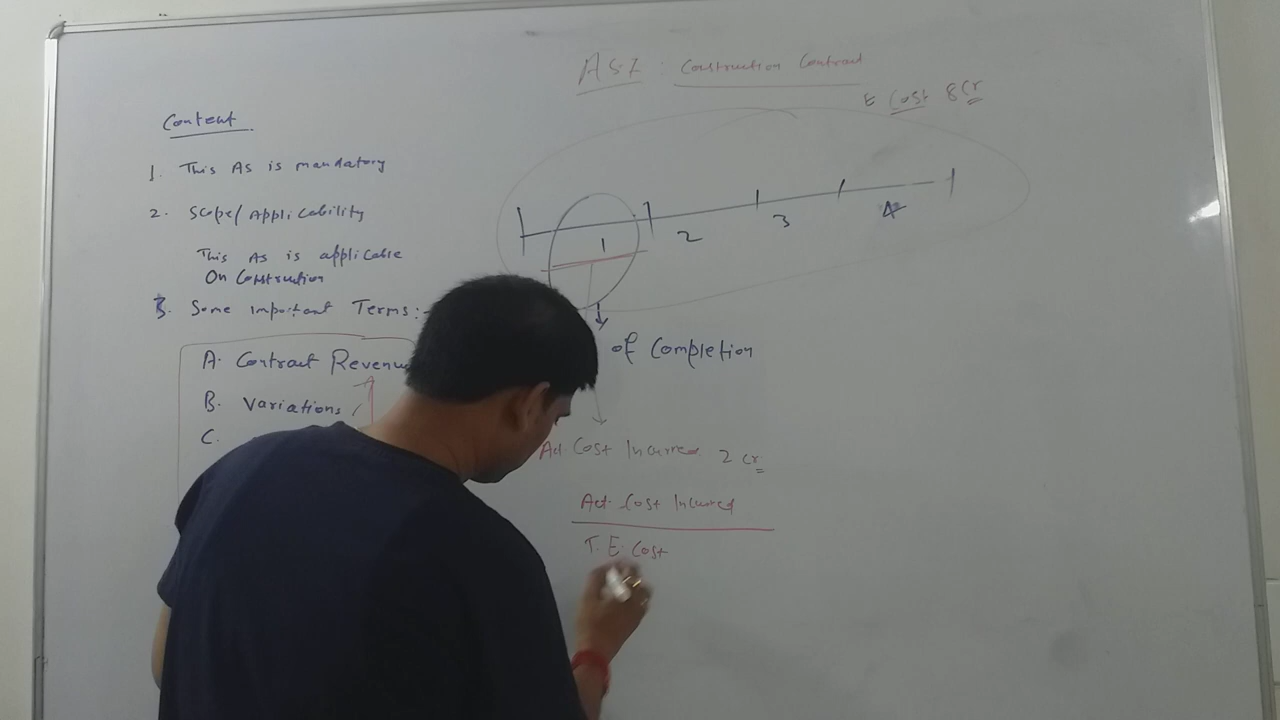 AS-7 : Construction Contract
E Cost 8 Cr
Content
1. This As is mandatory
2. Scope/Applicability
This As is applicable
On Construction
3. Some Important Terms:-
A. Contract Revenue
B. Variations
C.
1 2 3 4
of Completion
Act Cost Incurred 2 Cr
Act. Cost Incurred
T. E. Cost